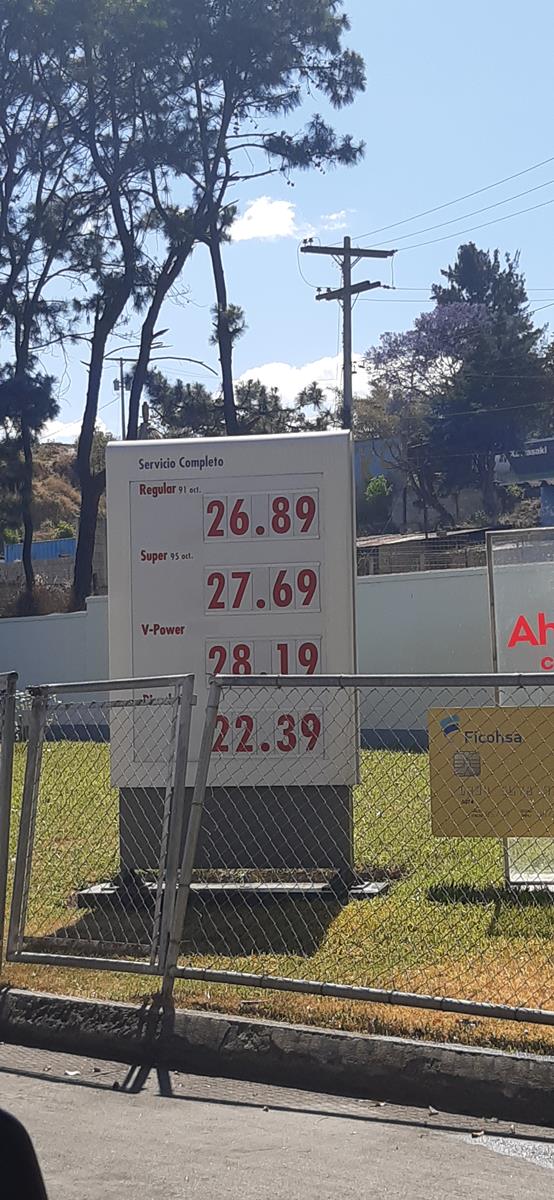 Servicio Completo
Regular 91 oct.
26.89
Super 95 oct.
27.69
V-Power
28.19
22.39
Ah
Ficohsa
Kawasaki